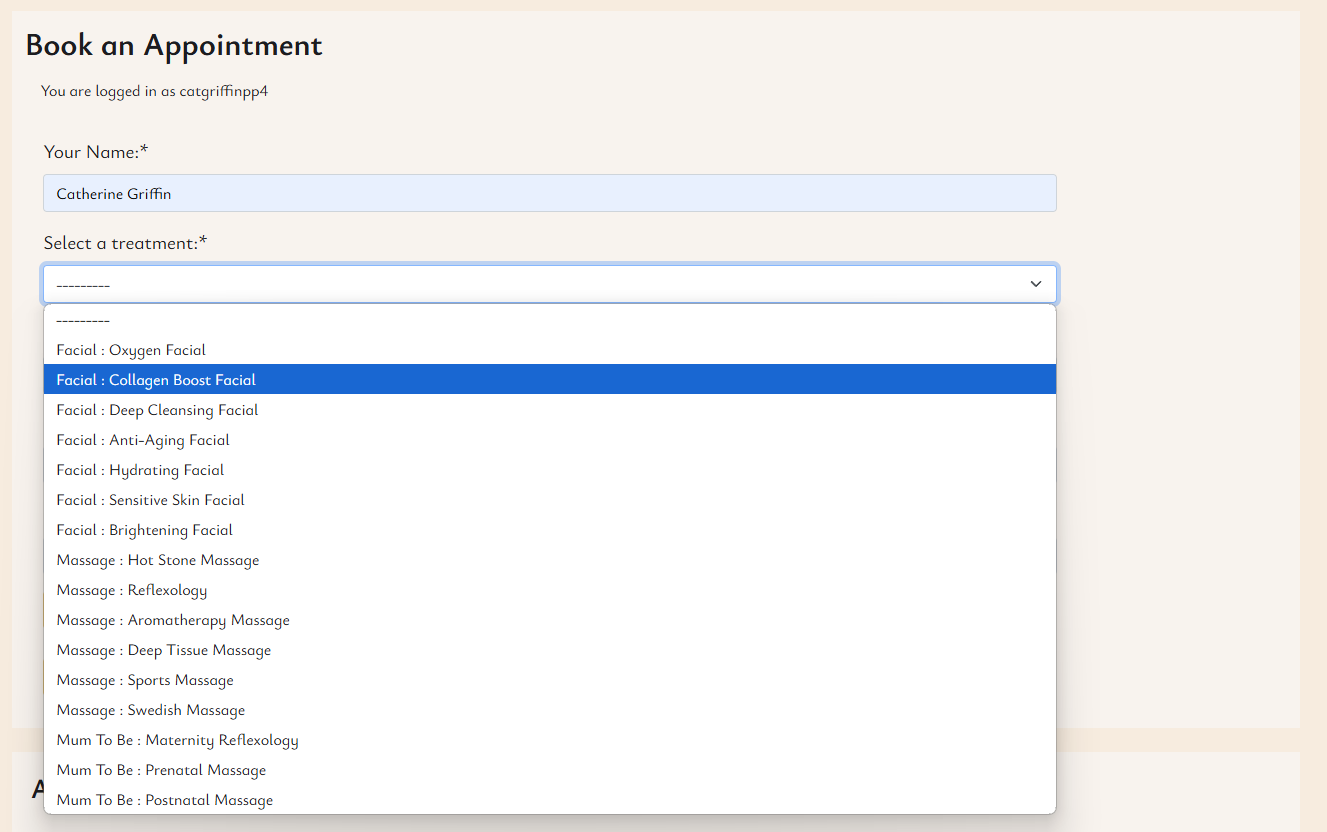 Book an Appointment
You are logged in as catgriffinpp4
Your Name:*
Catherine Griffin
Select a treatment:*
---------
---------
Facial : Oxygen Facial
Facial : Collagen Boost Facial
Facial : Deep Cleansing Facial
Facial : Anti-Aging Facial
Facial : Hydrating Facial
Facial : Sensitive Skin Facial
Facial : Brightening Facial
Massage : Hot Stone Massage
Massage : Reflexology
Massage : Aromatherapy Massage
Massage : Deep Tissue Massage
Massage : Sports Massage
Massage : Swedish Massage
Mum To Be : Maternity Reflexology
Mum To Be : Prenatal Massage
Mum To Be : Postnatal Massage